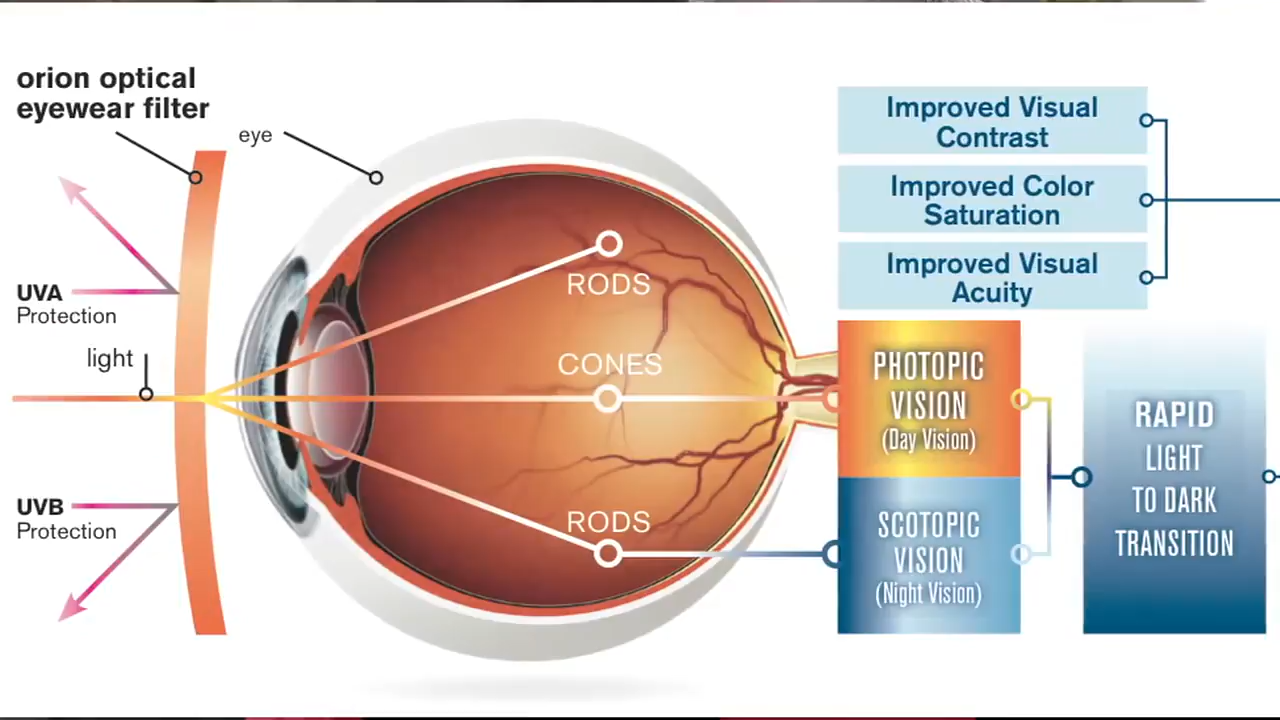 orion optical
eyewear filter
eye
UVA
Protection
light
UVB
Protection
RODS
CONES
RODS
Improved Visual
Contrast
Improved Color
Saturation
Improved Visual
Acuity
PHOTOPIC
VISION
(Day Vision)
SCOTOPIC
VISION
(Night Vision)
RAPID
LIGHT
TO DARK
TRANSITION